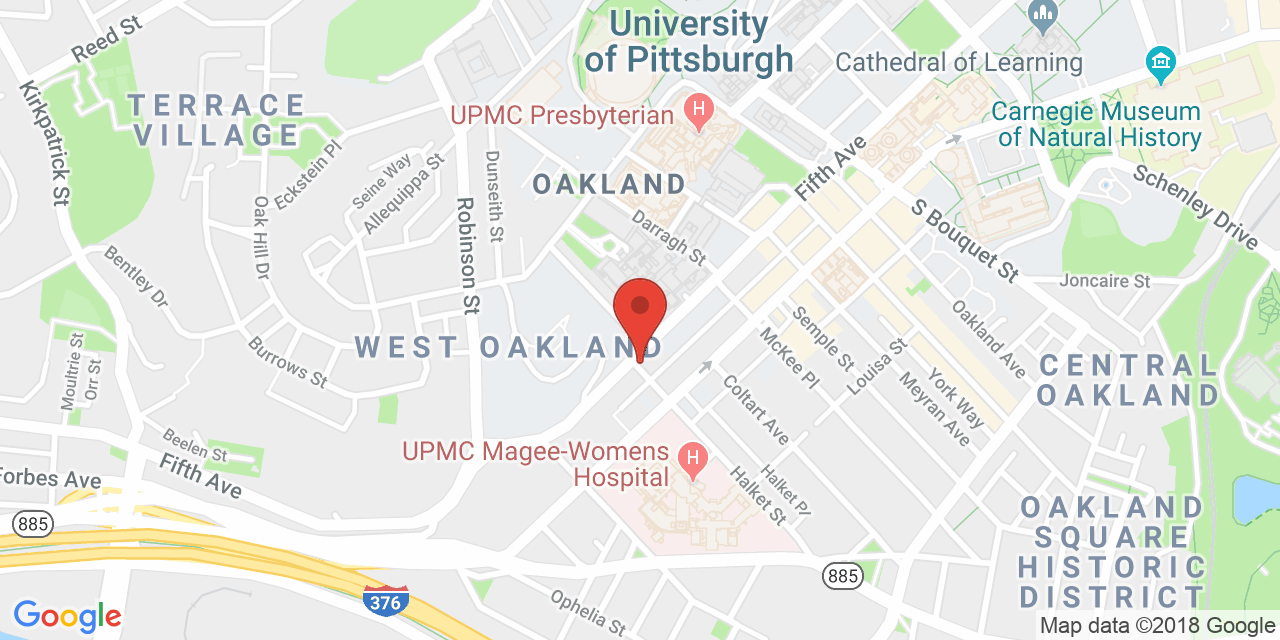 Reed St
University
of Pittsburgh
Cathedral of Learning
Kirkpatrick St
TERRACE
VILLAGE
UPMC Presbyterian
H
Carnegie Museum
of Natural History
Fifth Ave
Eckstein Pl
Seine Way
Allequippa St
Dunseith St
OAKLAND
Schenley Drive
Oak Hill Dr
Robinson St
Darragh St
S Bouquet St
Bentley Dr
Joncaire St
WEST OAKLAND
Burrows St
Moultrie St
Orr St
Semple St
McKee Pl
Louisa St
Oakland Ave
Meyran Ave
York Way
CENTRAL
OAKLAND
Coltart Ave
Beelen St
Fifth Ave
Forbes Ave
UPMC Magee-Womens
Hospital
H
Halket St
Halket Pl
OAKLAND
SQUARE
HISTORIC
DISTRICT
885
885
376
Ophelia St
Google
Map data ©2018 Google